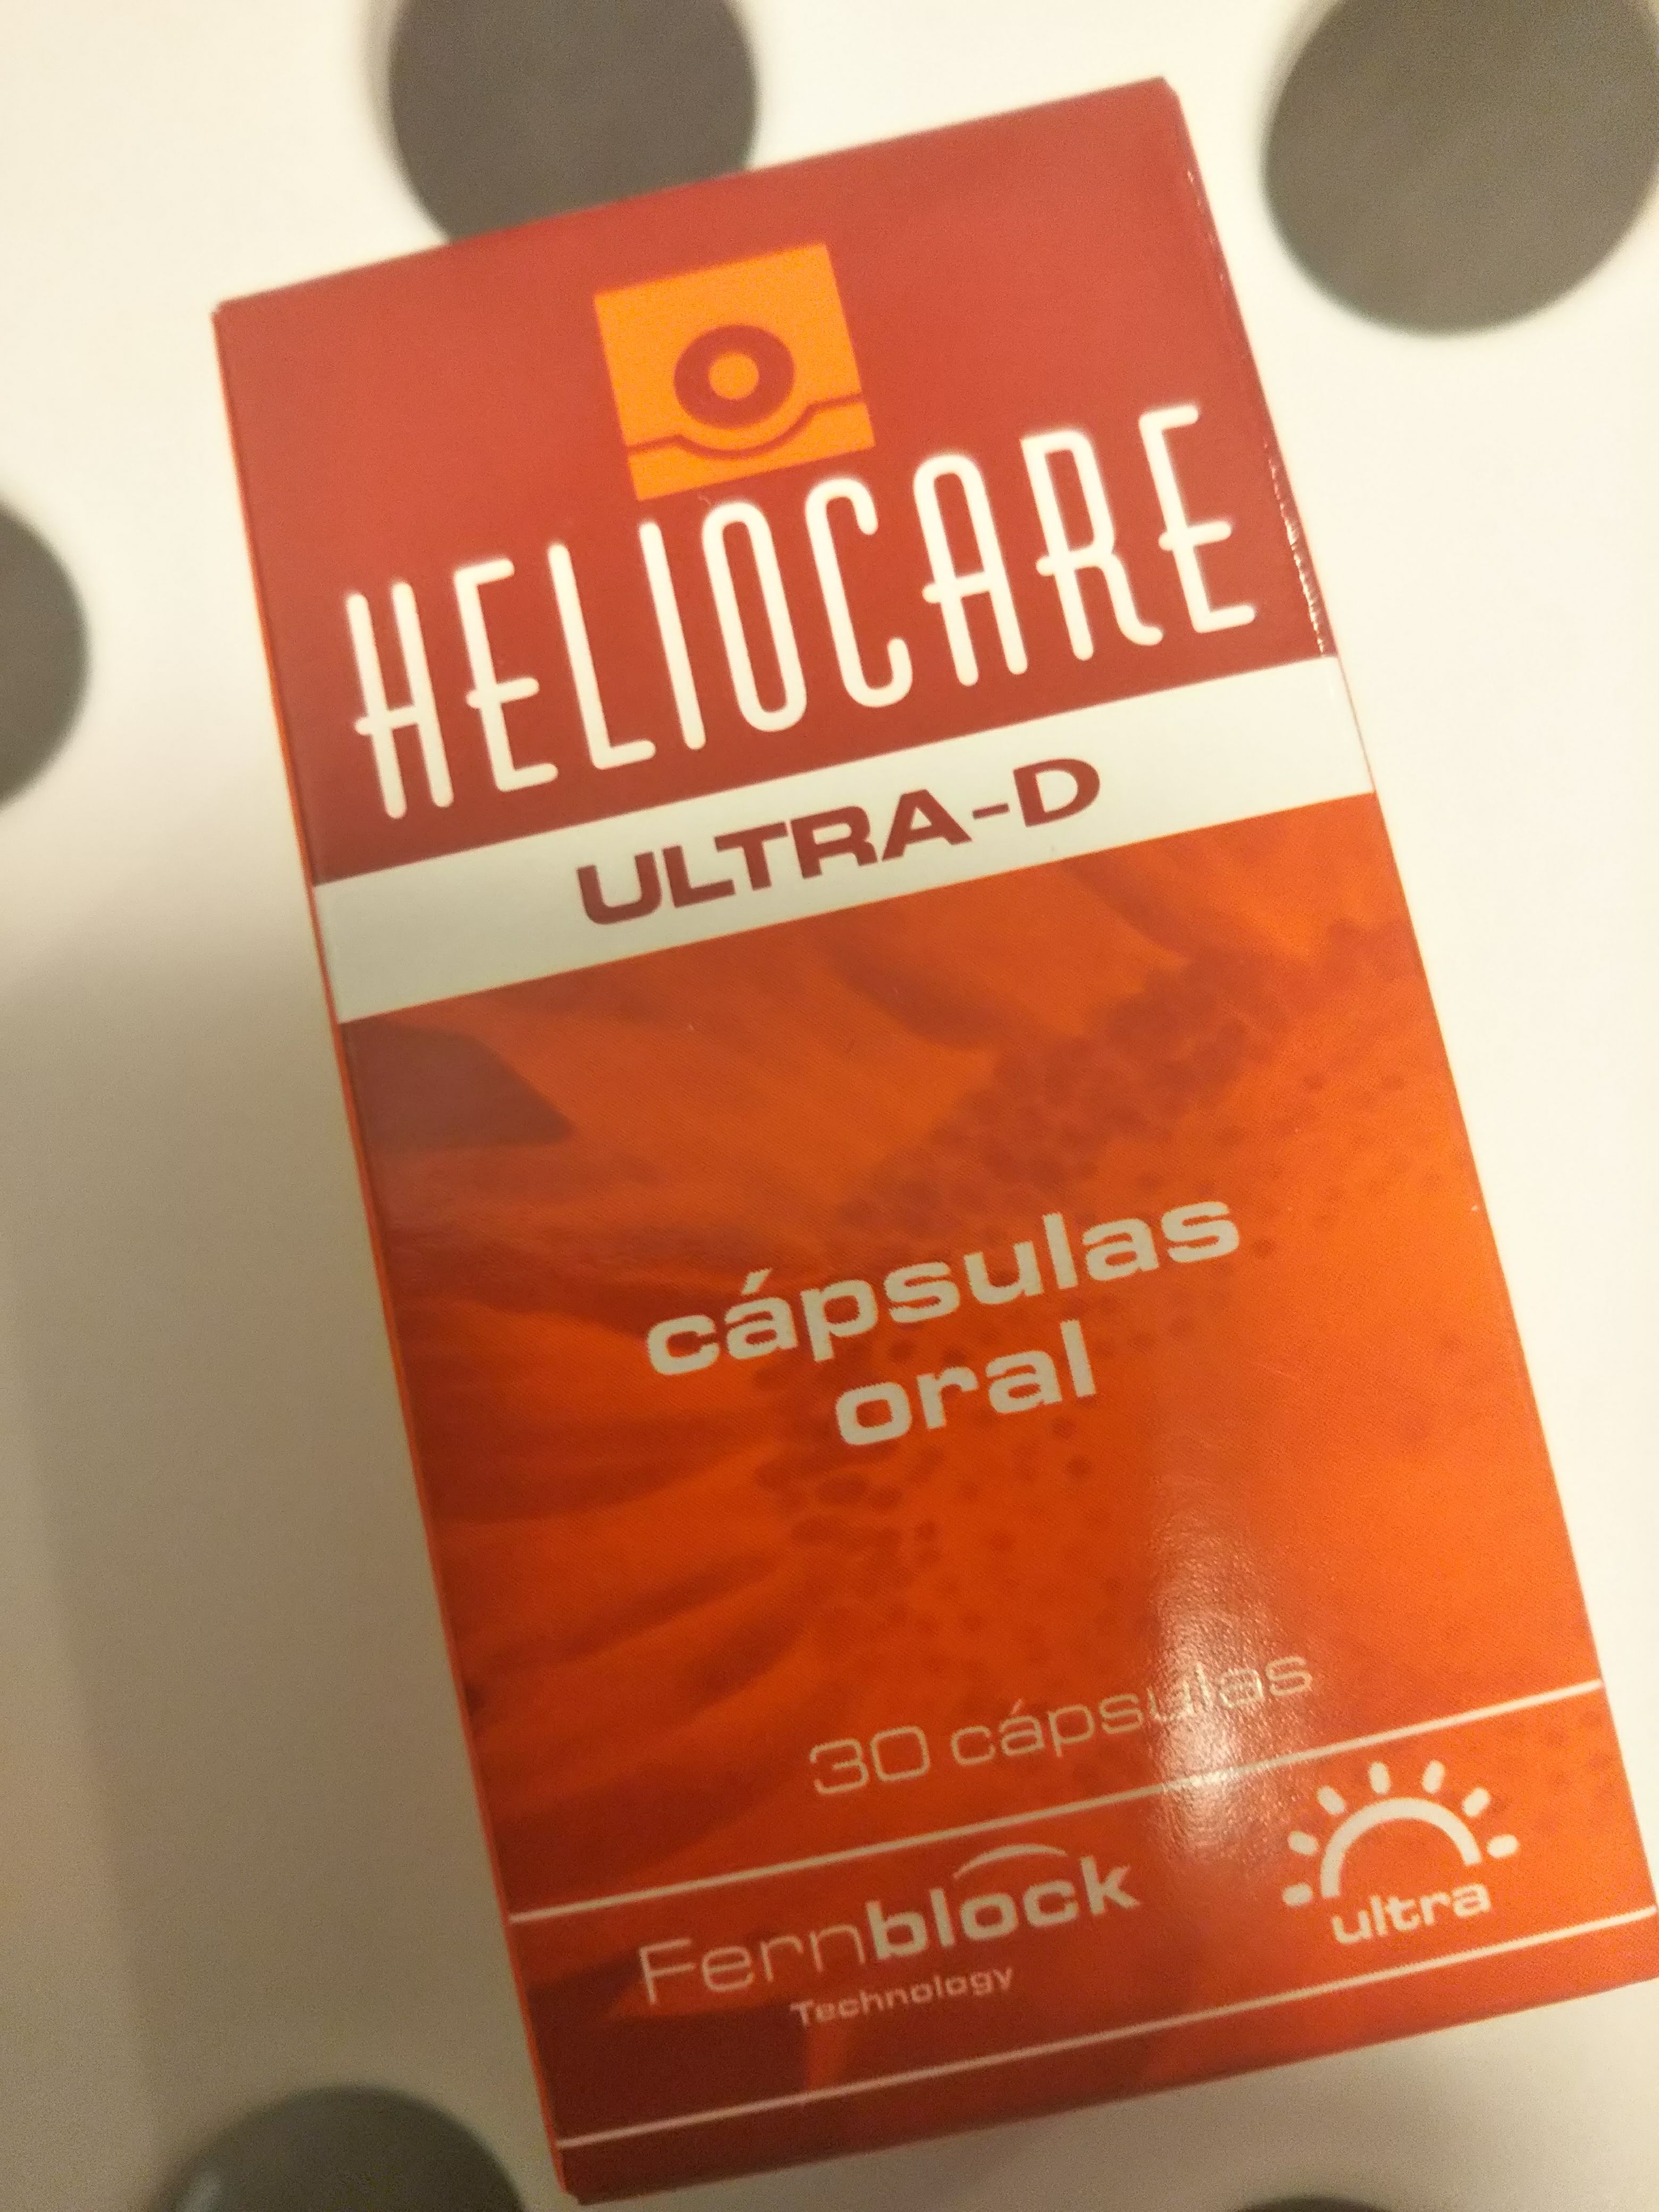 HELIOCARE
ULTRA-D
cápsulas
oral
30 cápsulas
Fernblock
Technology
ultra